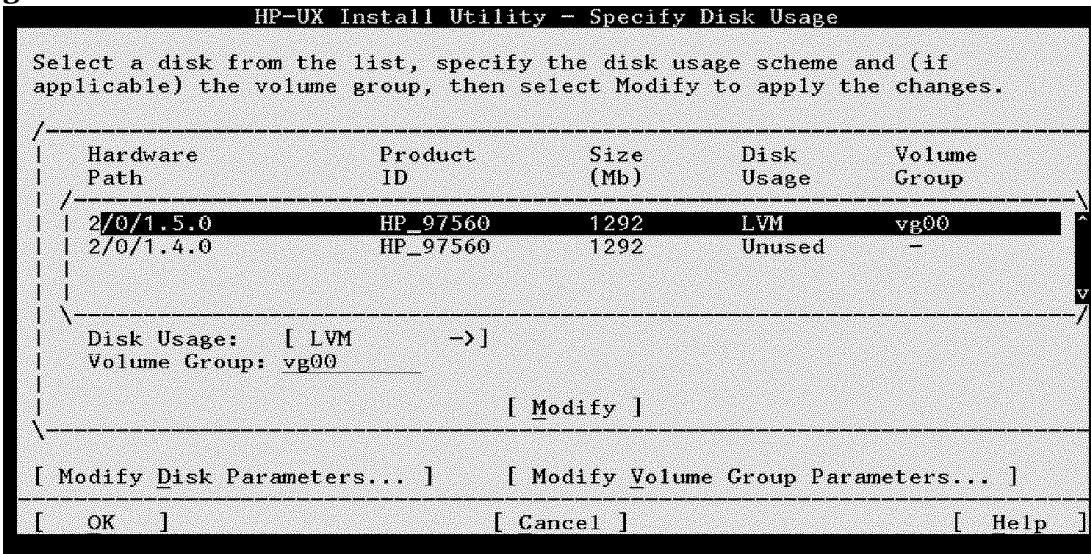 HP-UX Install Utility - Specify Disk Usage
Select a disk from the list, specify the disk usage scheme and (if
applicable) the volume group, then select Modify to apply the changes.
Hardware Product Size Disk Volume
Path ID (Mb) Usage Group
2/0/1.5.0 HP_97560 1292 LVM vg00
2/0/1.4.0 HP_97560 1292 Unused -
Disk Usage: [ LVM ->]
Volume Group: vg00
[ Modify ]
[ Modify Disk Parameters... ] [ Modify Volume Group Parameters... ]
[ OK ] [ Cancel ] [ Help ]